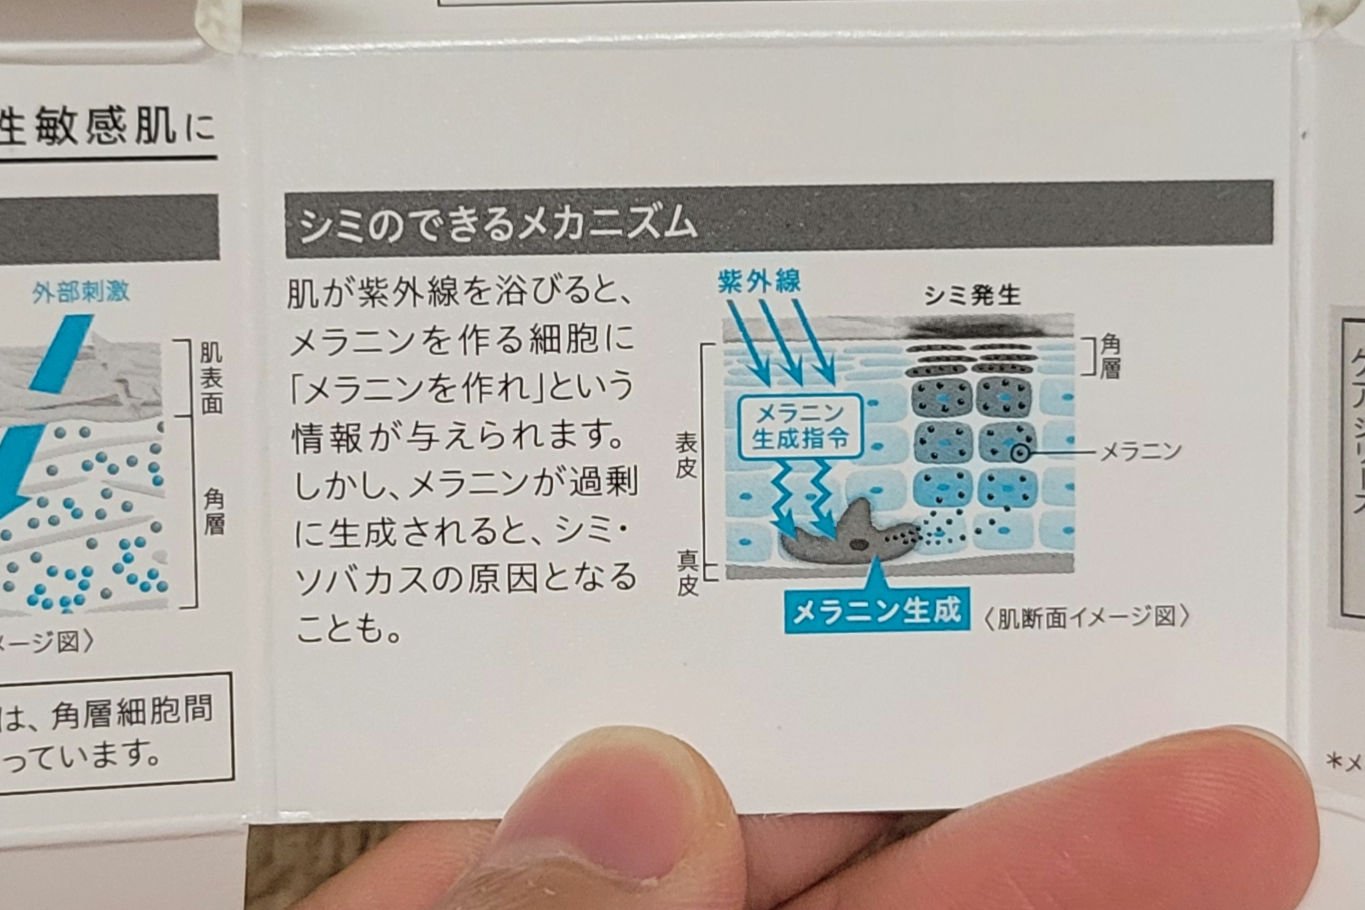 性敏感肌に
外部刺激
肌表面
角層
メージ図〉
は、角層細胞間
っています。
シミのできるメカニズム
肌が紫外線を浴びると、
メラニンを作る細胞に
「メラニンを作れ」という
情報が与えられます。
しかし、メラニンが過剰
に生成されると、シミ・
ソバカスの原因となる
ことも。
紫外線
シミ発生
角層
メラニン
生成指令
表皮
メラニン
真皮
メラニン生成
〈肌断面イメージ図〉
*メ